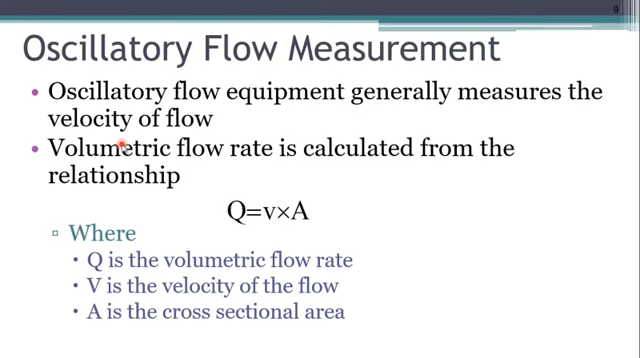 9
Oscillatory Flow Measurement
• Oscillatory flow equipment generally measures the
velocity of flow
• Volumetric flow rate is calculated from the
relationship
Q=v×A
▫ Where
• Q is the volumetric flow rate
• V is the velocity of the flow
• A is the cross sectional area